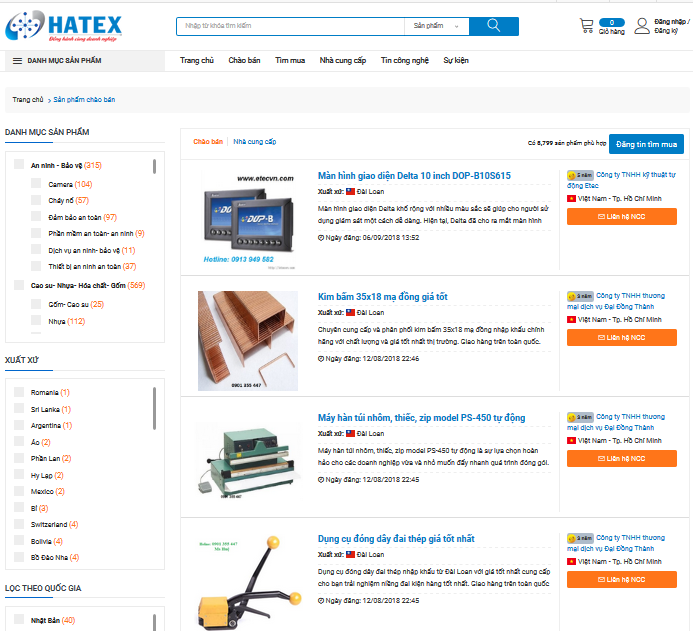 HATEX
Đồng hành cùng doanh nghiệp
Nhập từ khóa tìm kiếm
Sản phẩm
0
Giỏ hàng
Đăng nhập /
Đăng ký
DANH MỤC SẢN PHẨM
Trang chủ
Chào bán
Tìm mua
Nhà cung cấp
Tin công nghệ
Sự kiện
Trang chủ > Sản phẩm chào bán
DANH MỤC SẢN PHẨM
An ninh - Bảo vệ (315)
Camera (104)
Cháy nổ (57)
Đảm bảo an toàn (97)
Phần mềm an toàn- an ninh (9)
Dịch vụ an ninh- bảo vệ (11)
Thiết bị an ninh an toàn (37)
Cao su- Nhựa- Hóa chất- Gốm (569)
Gốm- Cao su (25)
Nhựa (112)
XUẤT XỨ
Romania (1)
Sri Lanka (1)
Argentina (1)
Áo (2)
Phần Lan (2)
Hy Lạp (2)
Mexico (2)
Bỉ (3)
Switzerland (4)
Bolivia (4)
Bồ Đào Nha (4)
LỌC THEO QUỐC GIA
Nhật Bản (40)
Chào bán
Nhà cung cấp
Có 8,799 sản phẩm phù hợp
Đăng tin tìm mua
www.etecvn.com
DOP-B
DOP-B
Hotline: 0913 949 582
Màn hình giao diện Delta 10 inch DOP-B10S615
Xuất xứ: Đài Loan
Màn hình giao diện Delta khổ rộng với nhiều màu sắc sẽ giúp cho người sử
dụng giám sát một cách dễ dàng. Hiện tại, Delta đã cho ra mắt màn hình
Ngày đăng: 06/09/2018 13:52
5 năm Công ty TNHH kỹ thuật tự
động Etec
Việt Nam - Tp. Hồ Chí Minh
Liên hệ NCC
0901 355 447
Kim bấm 35x18 mạ đồng giá tốt
Xuất xứ: Đài Loan
Chuyên cung cấp và phân phối kim bấm 35x18 mạ đồng nhập khẩu chính
hãng với chất lượng và giá tốt nhất thị trường. Giao hàng trên toàn quốc.
Ngày đăng: 12/08/2018 22:46
3 năm Công ty TNHH thương
mại dịch vụ Đại Đồng Thành
Việt Nam - Tp. Hồ Chí Minh
Liên hệ NCC
Máy hàn túi nhôm, thiếc, zip model PS-450 tự động
Xuất xứ: Đài Loan
Máy hàn túi nhôm, thiếc, zip model PS-450 tự động là sự lựa chọn hoàn
hảo cho các doanh nghiệp vừa và nhỏ muốn đẩy nhanh quá trình đóng gói.
Ngày đăng: 12/08/2018 22:45
3 năm Công ty TNHH thương
mại dịch vụ Đại Đồng Thành
Việt Nam - Tp. Hồ Chí Minh
Liên hệ NCC
Hotline: 0901 355 447
Dụng cụ đóng dây đai thép giá tốt nhất
Xuất xứ: Đài Loan
Dụng cụ đóng dây đai thép nhập khẩu từ Đài Loan với giá tốt nhất cung cấp
cho bạn trải nghiệm niềng đai kiện hàng tốt nhất. Giao hàng trên toàn quốc
Ngày đăng: 12/08/2018 22:45
3 năm Công ty TNHH thương
mại dịch vụ Đại Đồng Thành
Việt Nam - Tp. Hồ Chí Minh
Liên hệ NCC